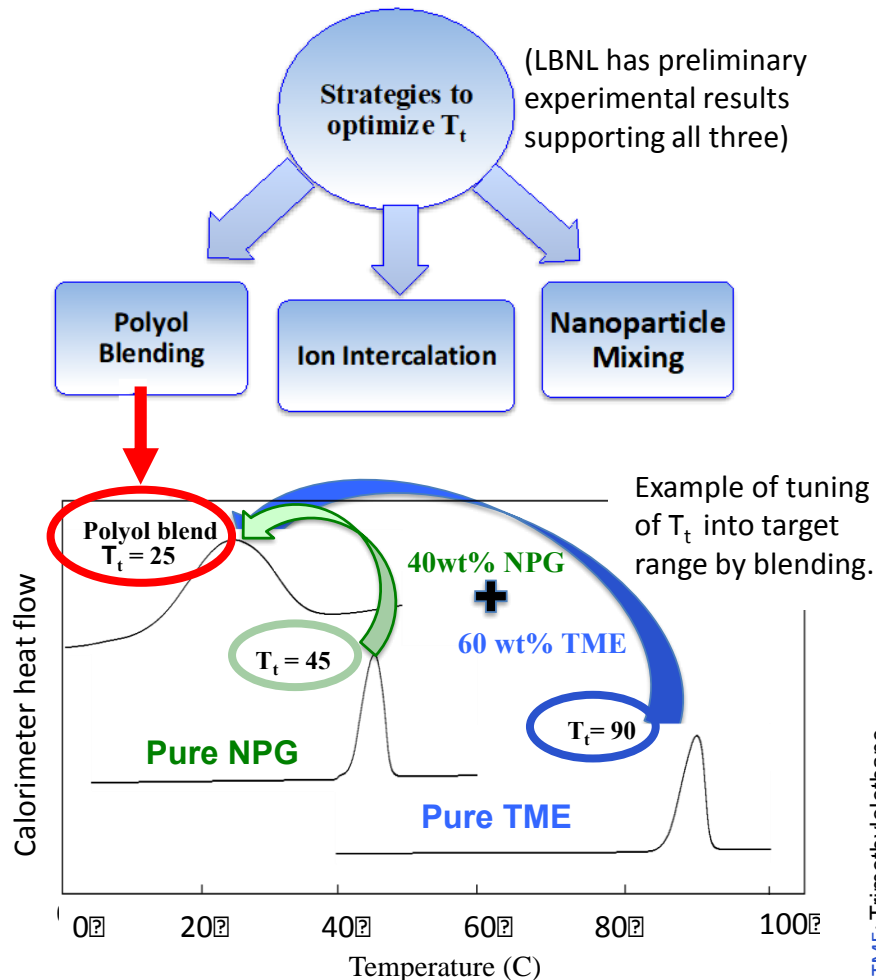 Strategies to
optimize Tt
(LBNL has preliminary
experimental results
supporting all three)
Polyol
Blending
Ion Intercalation
Nanoparticle
Mixing
Example of tuning
of Tt into target
range by blending.
Polyol blend
Tt = 25
40wt% NPG
+
60 wt% TME
Tt = 45
Tt= 90
Pure NPG
Pure TME
Calorimeter heat flow
0 20 40 60 80 100
Temperature (C)
TME: Trimethylolethane